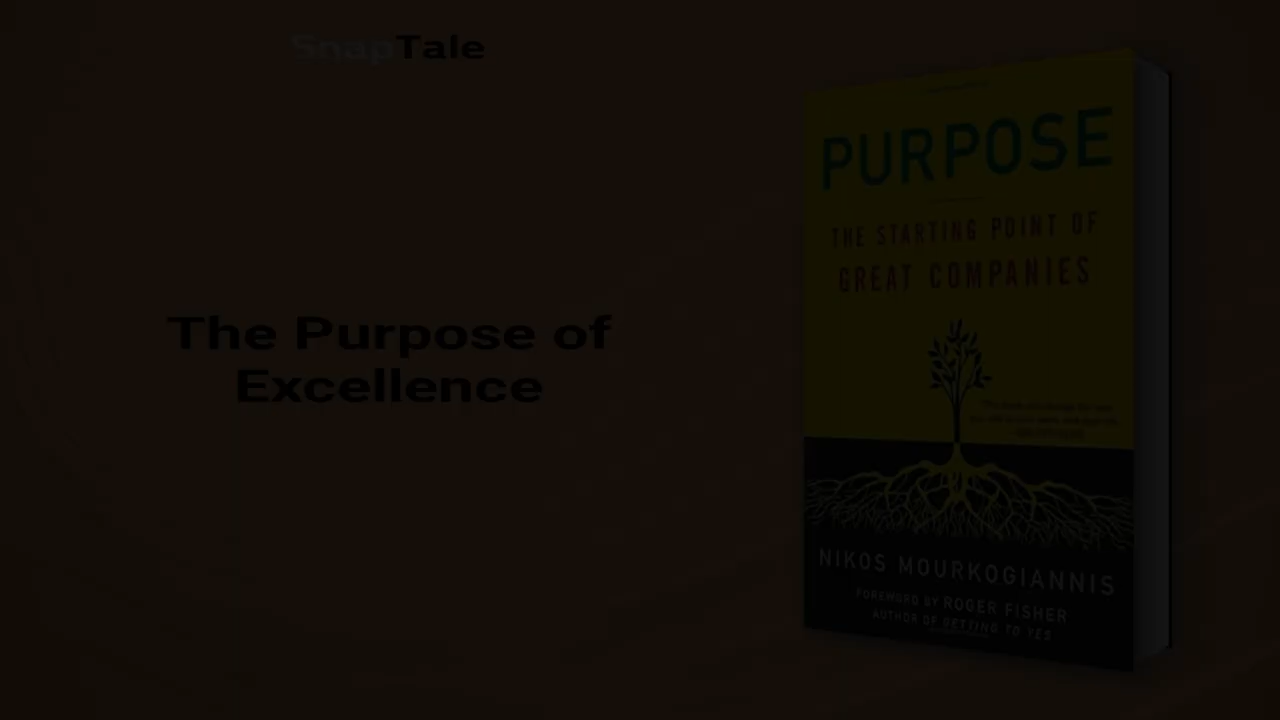 SnapTale
The Purpose of
Excellence
PURPOSE
THE STARTING POINT OF
GREAT COMPANIES
NIKOS MOURKOGIANNIS
FOREWORD BY ROGER FISHER
AUTHOR OF GETTING TO YES